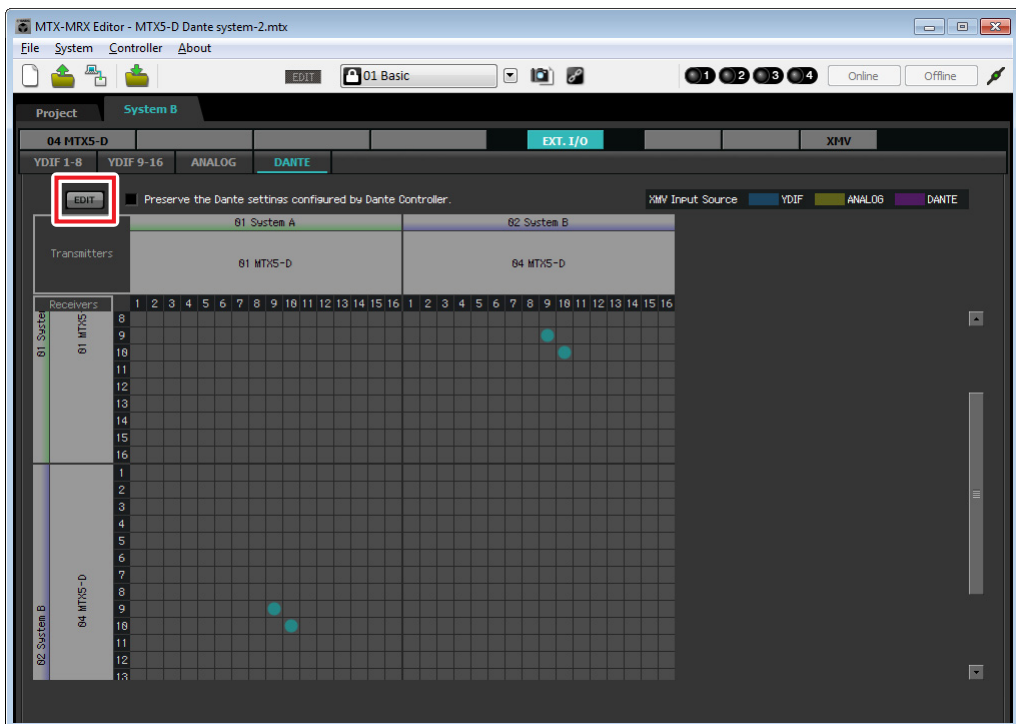 MTX-MRX Editor - MTX5-D Dante system-2.mtx
File System Controller About
EDIT 01 Basic 1 2 3 4 Online Offline
Project System B
04 MTX5-D EXT. I/O XMV
YDIF 1-8 YDIF 9-16 ANALOG DANTE
EDIT Preserve the Dante settings configured by Dante Controller. XMV Input Source YDIF ANALOG DANTE
01 System A 02 System B
Transmitters 01 MTX5-D 04 MTX5-D
Receivers 1 2 3 4 5 6 7 8 9 10 11 12 13 14 15 16 1 2 3 4 5 6 7 8 9 10 11 12 13 14 15 16
01 Syste
01 MTX5-
8
9
10
11
12
13
14
15
16
02 System B
04 MTX5-D
1
2
3
4
5
6
7
8
9
10
11
12
13